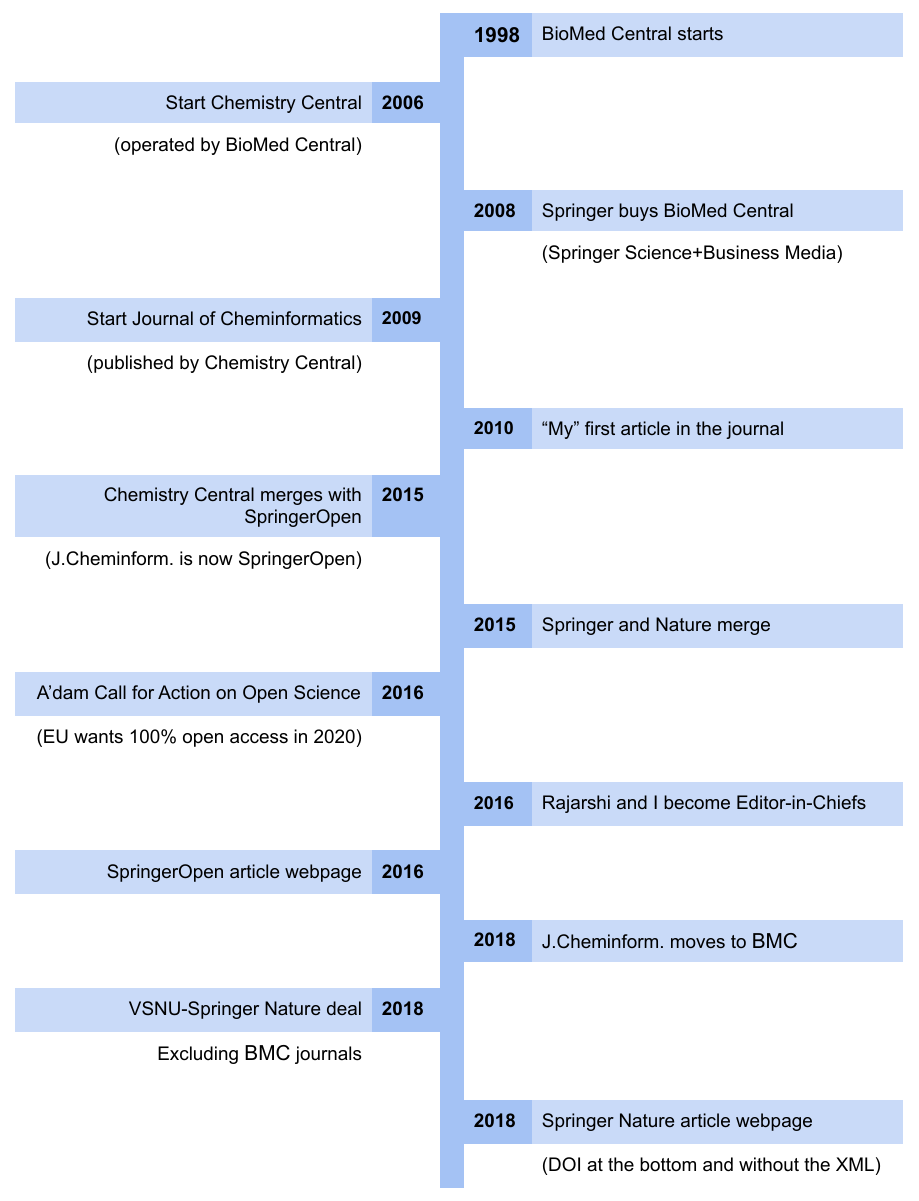 1998 BioMed Central starts
Start Chemistry Central 2006
(operated by BioMed Central)
2008 Springer buys BioMed Central
(Springer Science+Business Media)
Start Journal of Cheminformatics 2009
(published by Chemistry Central)
2010 “My” first article in the journal
Chemistry Central merges with 2015
SpringerOpen
(J.Cheminform. is now SpringerOpen)
2015 Springer and Nature merge
A’dam Call for Action on Open Science 2016
(EU wants 100% open access in 2020)
2016 Rajarshi and I become Editor-in-Chiefs
SpringerOpen article webpage 2016
2018 J.Cheminform. moves to BMC
VSNU-Springer Nature deal 2018
Excluding BMC journals
2018 Springer Nature article webpage
(DOI at the bottom and without the XML)